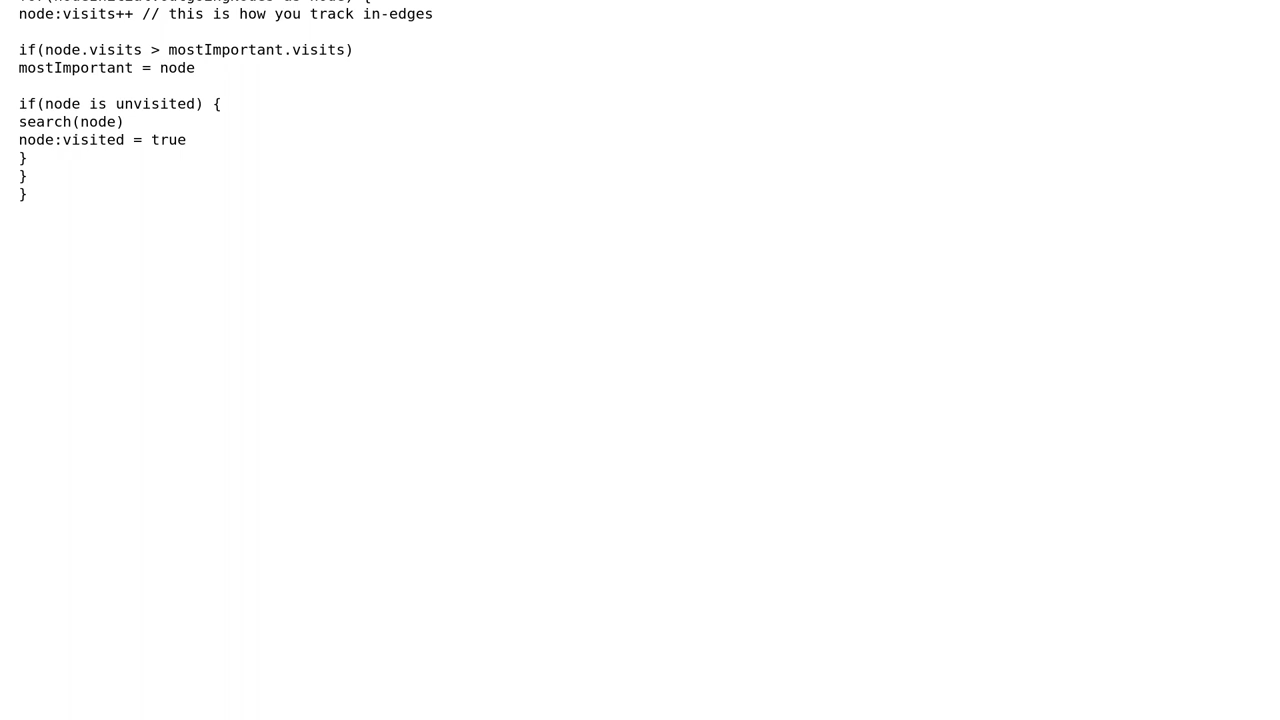 node:visits++ // this is how you track in-edges
if(node.visits > mostImportant.visits)
mostImportant = node
if(node is unvisited) {
search(node)
node:visited = true
}
}
}